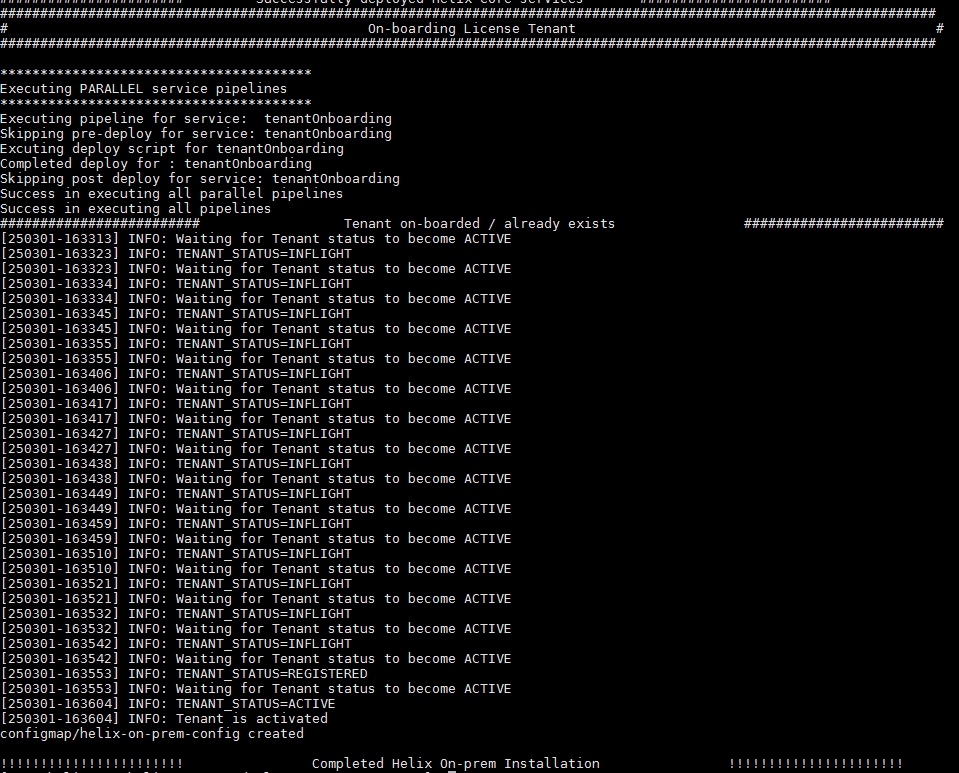 ####################### Successfully deployed Helix core services ########################
#####################################################################################################################
# On-boarding License Tenant #
#####################################################################################################################
***************************************
Executing PARALLEL service pipelines
***************************************
Executing pipeline for service:  tenantOnboarding
Skipping pre-deploy for service: tenantOnboarding
Excuting deploy script for tenantOnboarding
Completed deploy for : tenantOnboarding
Skipping post deploy for service: tenantOnboarding
Success in executing all parallel pipelines
Success in executing all pipelines
######################### Tenant on-boarded / already exists #########################
[250301-163313] INFO: Waiting for Tenant status to become ACTIVE
[250301-163323] INFO: TENANT_STATUS=INFLIGHT
[250301-163323] INFO: Waiting for Tenant status to become ACTIVE
[250301-163334] INFO: TENANT_STATUS=INFLIGHT
[250301-163334] INFO: Waiting for Tenant status to become ACTIVE
[250301-163345] INFO: TENANT_STATUS=INFLIGHT
[250301-163345] INFO: Waiting for Tenant status to become ACTIVE
[250301-163355] INFO: TENANT_STATUS=INFLIGHT
[250301-163355] INFO: Waiting for Tenant status to become ACTIVE
[250301-163406] INFO: TENANT_STATUS=INFLIGHT
[250301-163406] INFO: Waiting for Tenant status to become ACTIVE
[250301-163417] INFO: TENANT_STATUS=INFLIGHT
[250301-163417] INFO: Waiting for Tenant status to become ACTIVE
[250301-163427] INFO: TENANT_STATUS=INFLIGHT
[250301-163427] INFO: Waiting for Tenant status to become ACTIVE
[250301-163438] INFO: TENANT_STATUS=INFLIGHT
[250301-163438] INFO: Waiting for Tenant status to become ACTIVE
[250301-163449] INFO: TENANT_STATUS=INFLIGHT
[250301-163449] INFO: Waiting for Tenant status to become ACTIVE
[250301-163459] INFO: TENANT_STATUS=INFLIGHT
[250301-163459] INFO: Waiting for Tenant status to become ACTIVE
[250301-163510] INFO: TENANT_STATUS=INFLIGHT
[250301-163510] INFO: Waiting for Tenant status to become ACTIVE
[250301-163521] INFO: TENANT_STATUS=INFLIGHT
[250301-163521] INFO: Waiting for Tenant status to become ACTIVE
[250301-163532] INFO: TENANT_STATUS=INFLIGHT
[250301-163532] INFO: Waiting for Tenant status to become ACTIVE
[250301-163542] INFO: TENANT_STATUS=INFLIGHT
[250301-163542] INFO: Waiting for Tenant status to become ACTIVE
[250301-163553] INFO: TENANT_STATUS=REGISTERED
[250301-163553] INFO: Waiting for Tenant status to become ACTIVE
[250301-163604] INFO: TENANT_STATUS=ACTIVE
[250301-163604] INFO: Tenant is activated
configmap/helix-on-prem-config created
!!!!!!!!!!!!!!!!!!!!!!! Completed Helix On-prem Installation !!!!!!!!!!!!!!!!!!!!!!